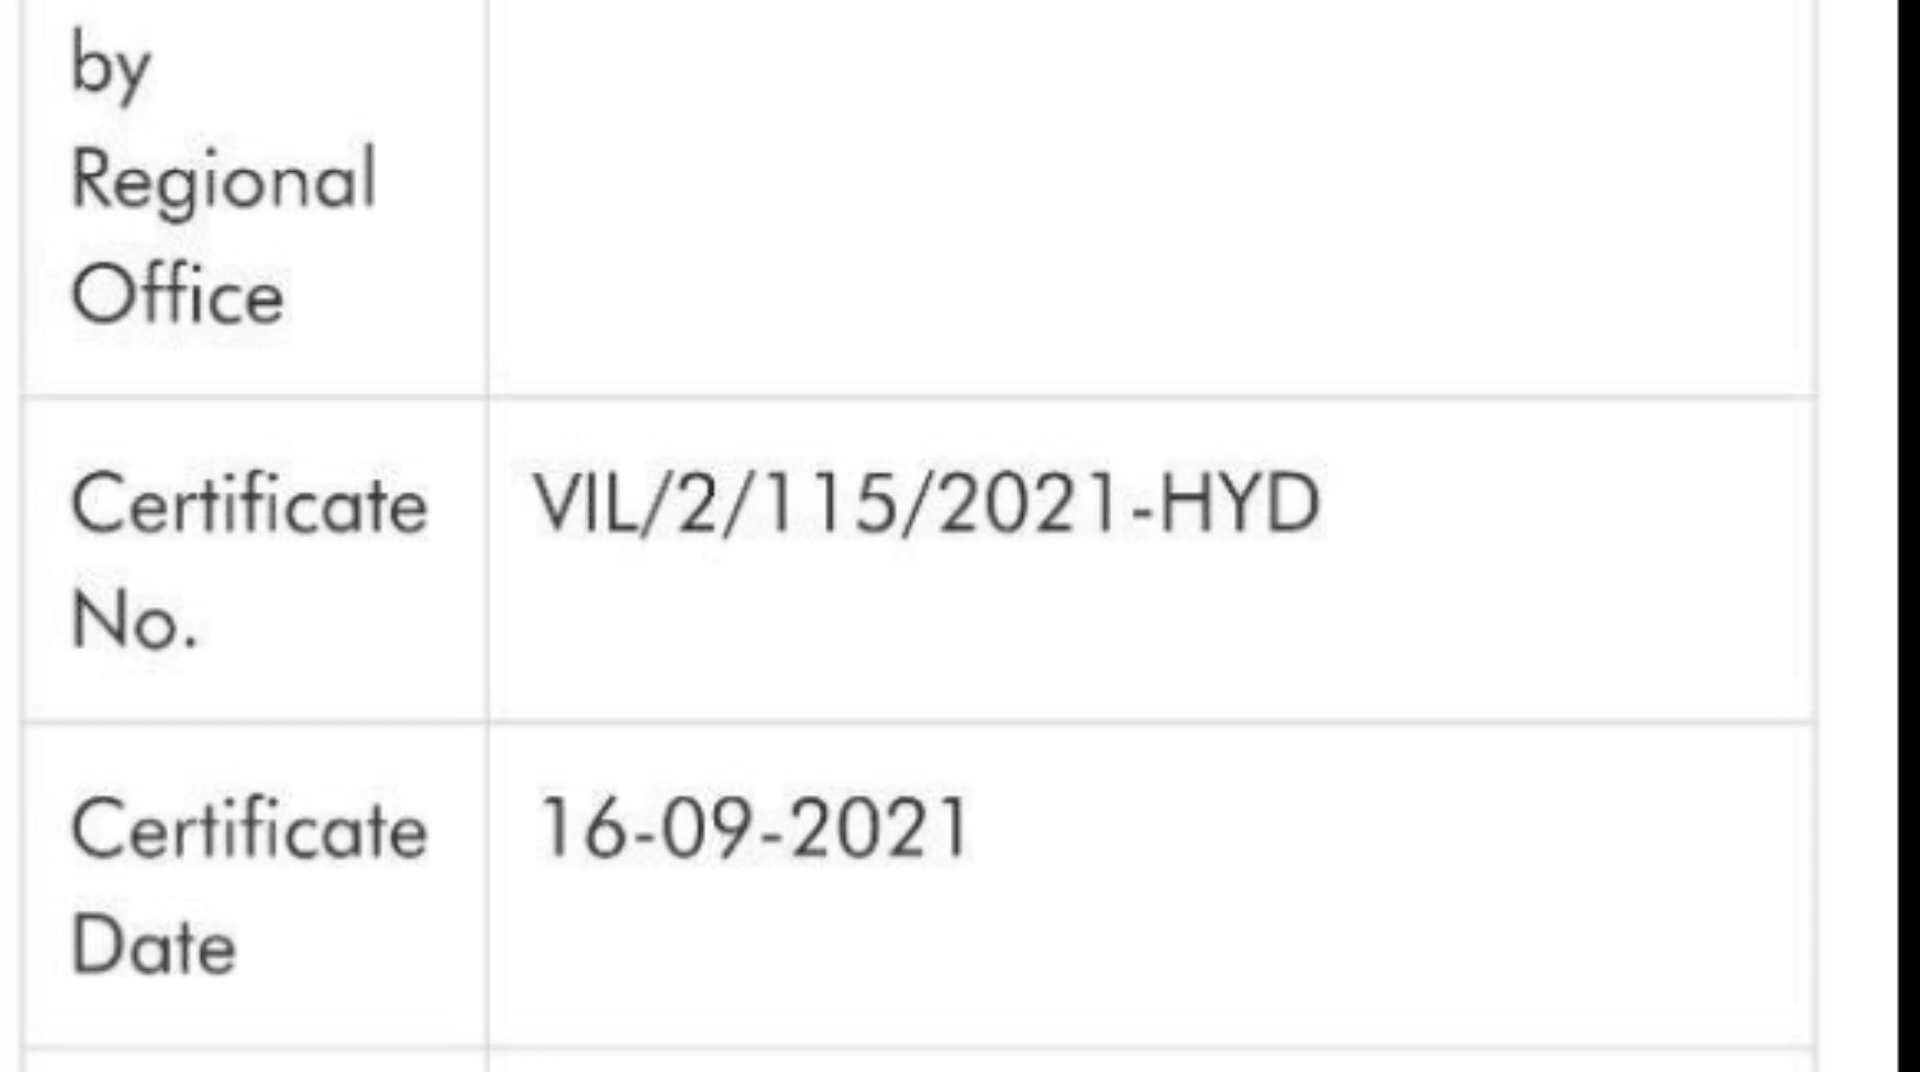 by
Regional
Office
Certificate
No.
VIL/2/115/2021-HYD
Certificate
Date
16-09-2021